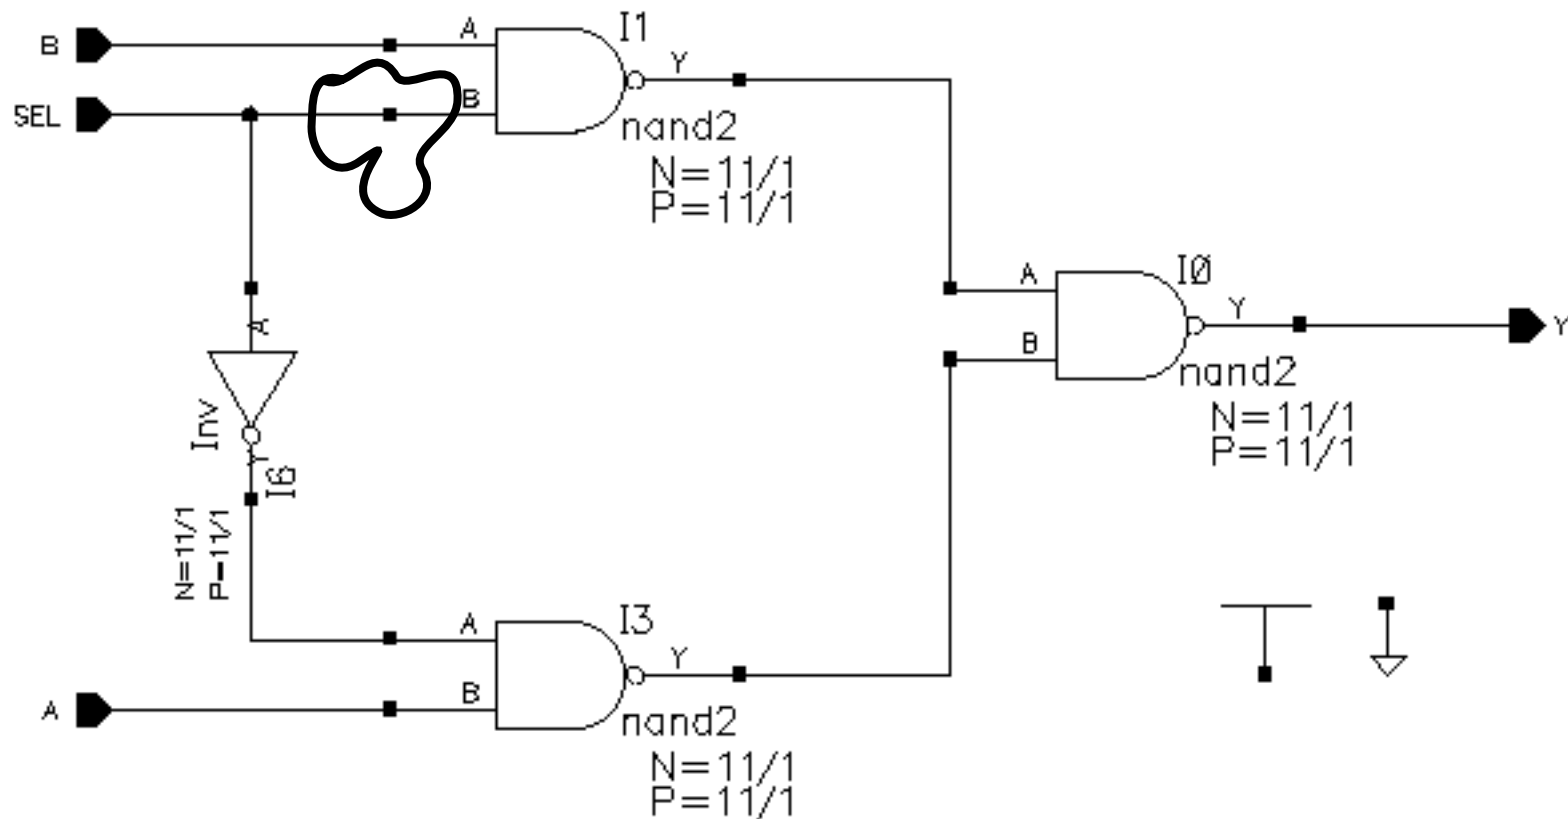 I1
B
A
Y
SEL
B
nand2
N=11/1
P=11/1
I0
A
Y
Y
A
B
nand2
Inv
N=11/1
P=11/1
Y
I6
N=11/1
P=11/1
I3
A
Y
A
B
nand2
N=11/1
P=11/1